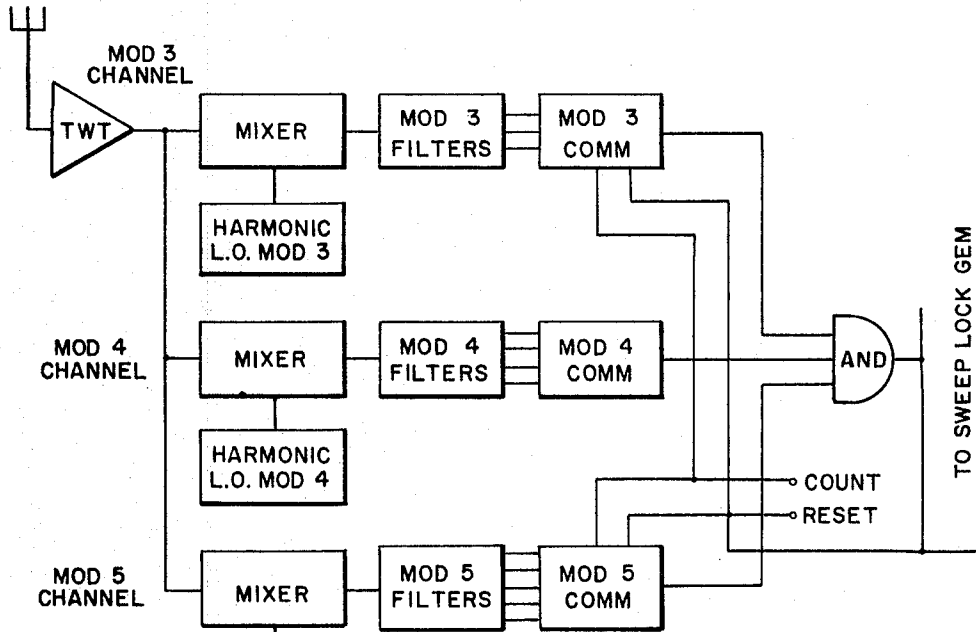 MOD 3
CHANNEL
TWT
MIXER
MOD 3
FILTERS
MOD 3
COMM
HARMONIC
L.O. MOD 3
MOD 4
CHANNEL
MIXER
MOD 4
FILTERS
MOD 4
COMM
AND
TO SWEEP LOCK GEM
HARMONIC
L.O. MOD 4
COUNT
RESET
MOD 5
CHANNEL
MIXER
MOD 5
FILTERS
MOD 5
COMM